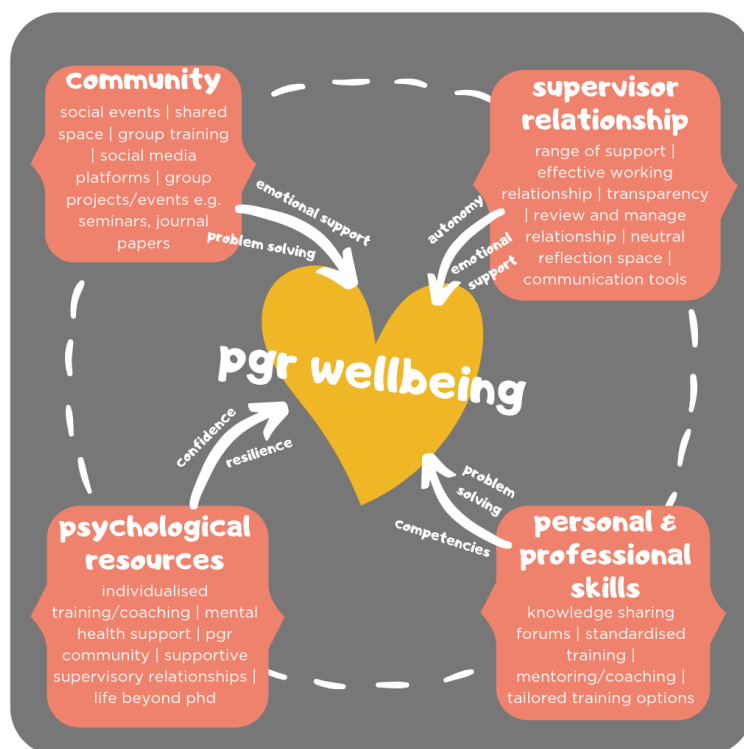 community
social events | shared
space | group training
| social media
platforms | group
projects/events e.g.
seminars, journal
papers
emotional support
problem solving
supervisor
relationship
range of support |
effective working
relationship | transparency
| review and manage
relationship | neutral
reflection space |
communication tools
autonomy
emotional
support
pgr wellbeing
confidence
resilience
psychological
resources
individualised
training/coaching | mental
health support | pgr
community | supportive
supervisory relationships |
life beyond phd
problem
solving
competencies
personal &
professional
skills
knowledge sharing
forums | standardised
training |
mentoring/coaching |
tailored training options